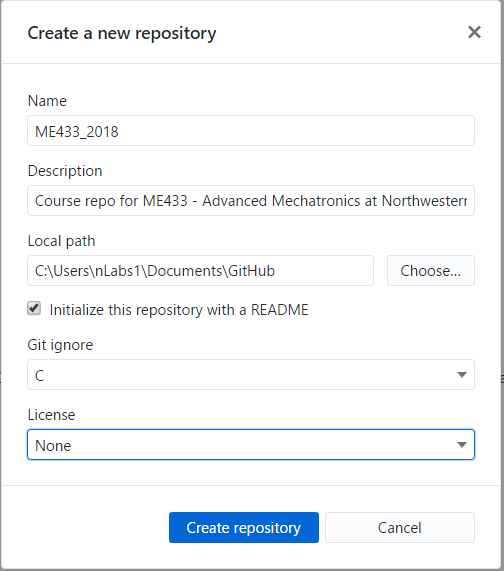 Create a new repository
Name
ME433_2018
Description
Course repo for ME433 - Advanced Mechatronics at Northwestern
Local path
C:\Users\nLabs1\Documents\GitHub
Choose...
Initialize this repository with a README
Git ignore
C
License
None
Create repository
Cancel